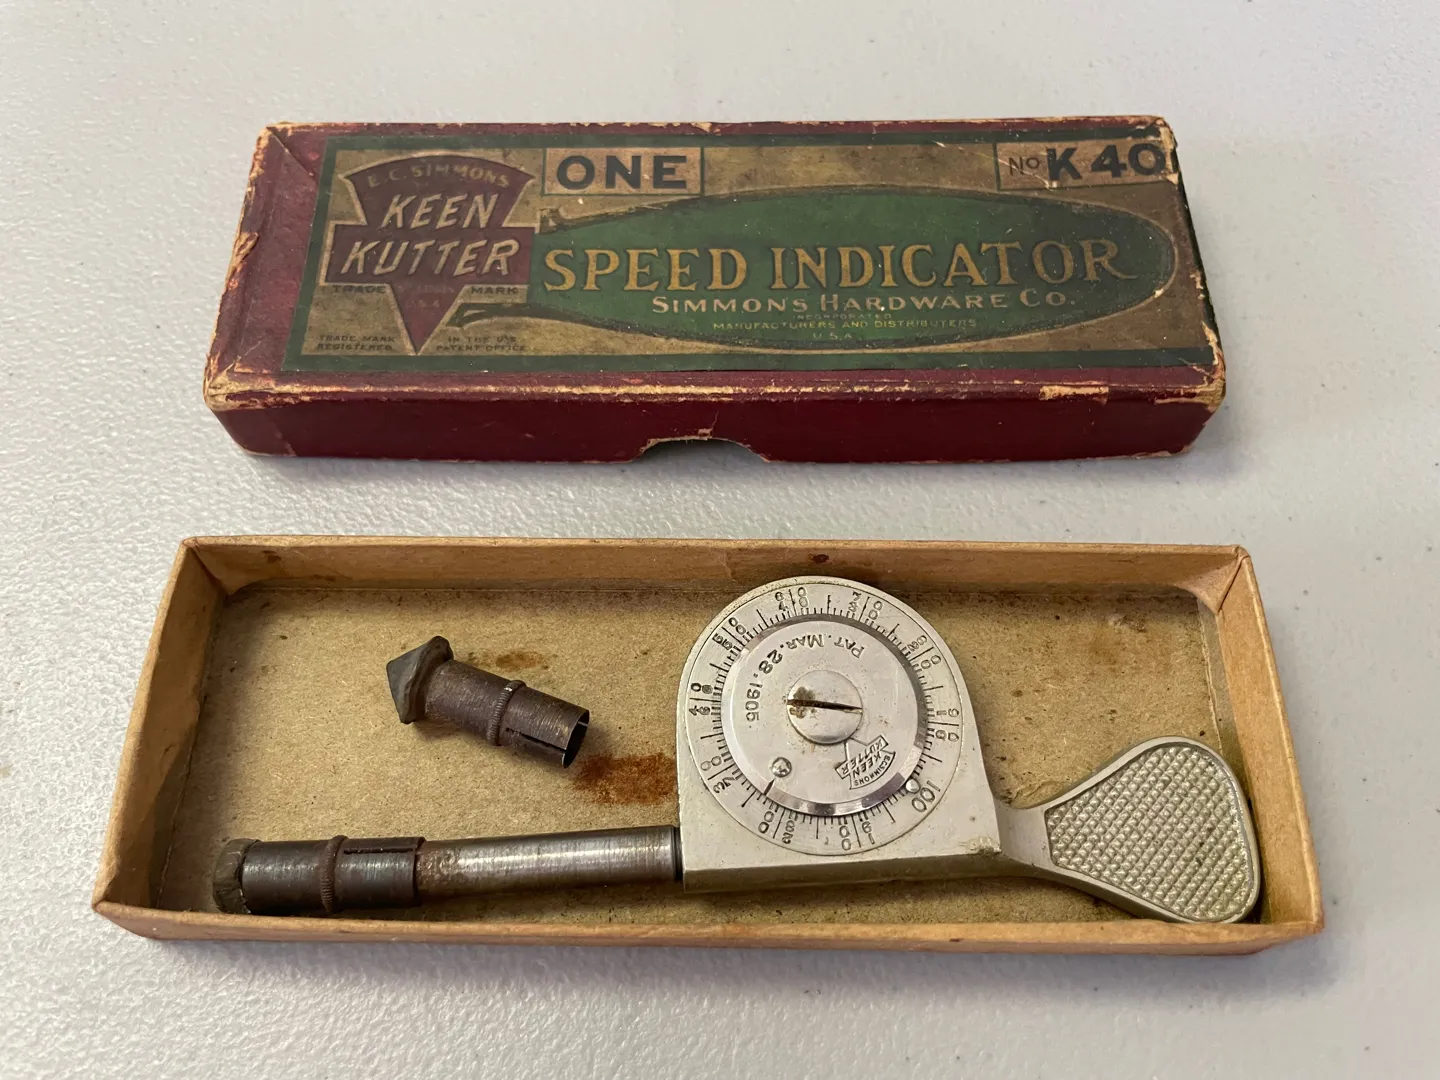 E.C. SIMMONS
KEEN
KUTTER
TRADE MARK
TRADE MARK REGISTERED
IN THE U.S. PATENT OFFICE
ONE
No K40
SPEED INDICATOR
SIMMONS HARDWARE CO.
INCORPORATED
MANUFACTURERS AND DISTRIBUTERS
U.S.A.
PAT. MAR. 28. 1905.
E.C. SIMMONS
KEEN
KUTTER
100